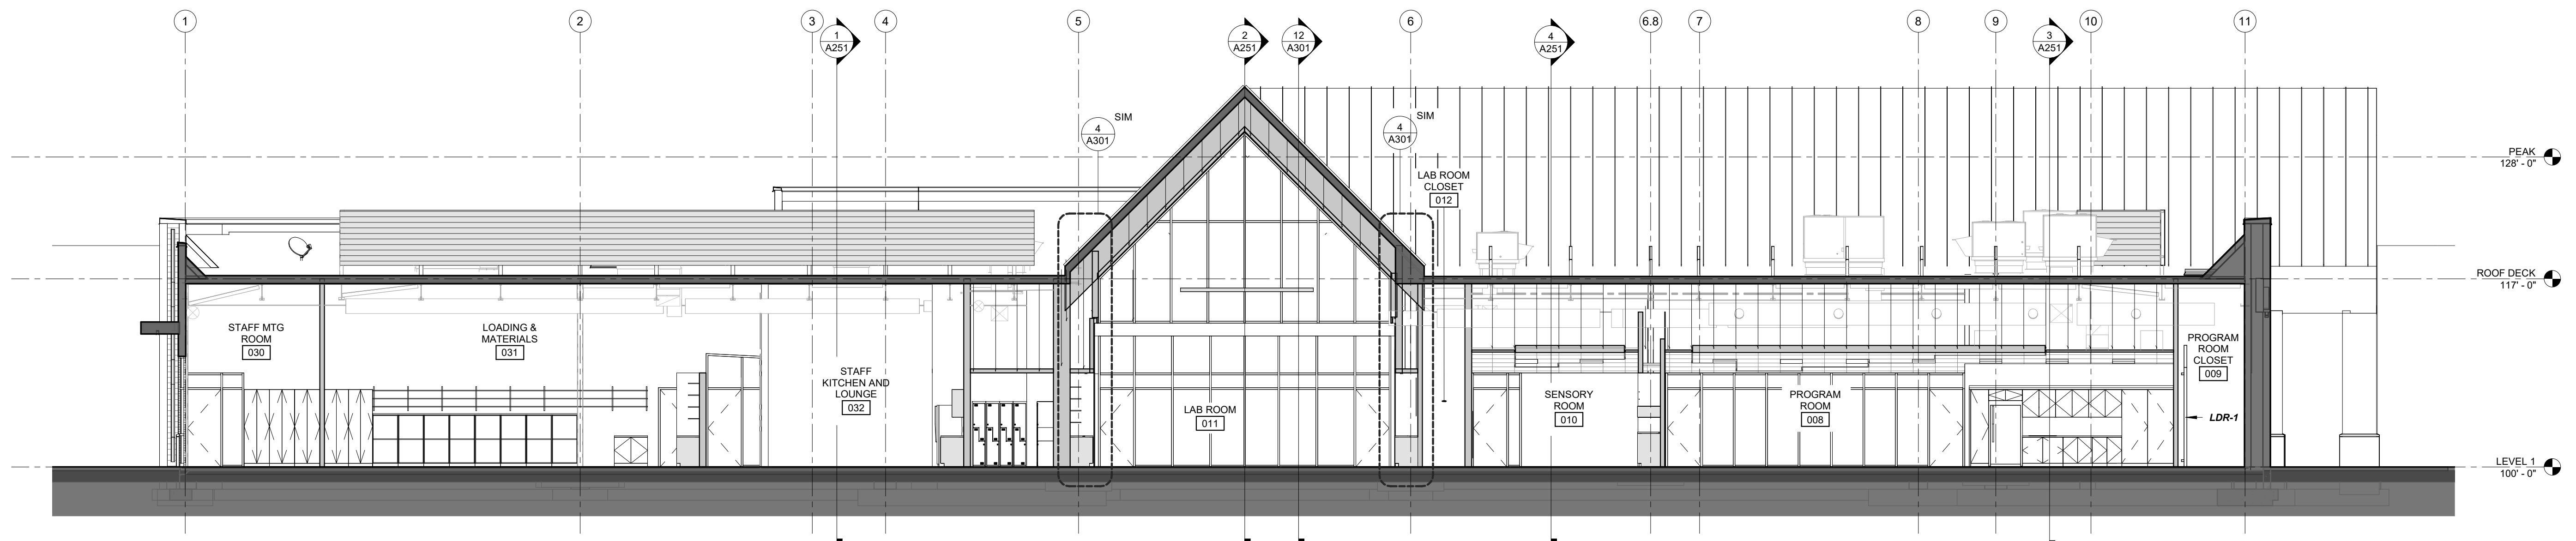 1
2
3
1
A251
4
5
2
A251
12
A301
6
4
A251
6.8
7
8
9
3
A251
10
11
4
A301
SIM
4
A301
SIM
PEAK
128' - 0"
LAB ROOM
CLOSET
012
ROOF DECK
117' - 0"
STAFF MTG
ROOM
030
LOADING &
MATERIALS
031
STAFF
KITCHEN AND
LOUNGE
032
LAB ROOM
011
SENSORY
ROOM
010
PROGRAM
ROOM
008
PROGRAM
ROOM
CLOSET
009
LDR-1
LEVEL 1
100' - 0"